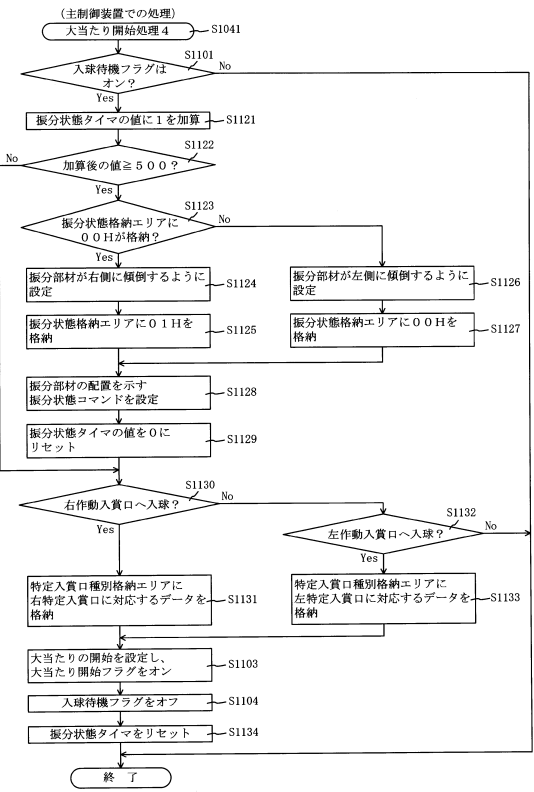 (主制御装置での処理)
大当たり開始処理4
S1041
S1101
入球待機フラグは
オン?
No
Yes
振分状態タイマの値に1を加算
S1121
S1122
No
加算後の値≧500?
Yes
S1123
振分状態格納エリアに
00Hが格納?
No
Yes
振分部材が右側に傾倒するように
設定
S1124
振分部材が左側に傾倒するように
設定
S1126
振分状態格納エリアに01Hを
格納
S1125
振分状態格納エリアに00Hを
格納
S1127
振分部材の配置を示す
振分状態コマンドを設定
S1128
振分状態タイマの値を0に
リセット
S1129
S1130
右作動入賞口へ入球?
No
Yes
S1132
左作動入賞口へ入球?
No
Yes
特定入賞口種別格納エリアに
右特定入賞口に対応するデータを
格納
S1131
特定入賞口種別格納エリアに
左特定入賞口に対応するデータを
格納
S1133
大当たりの開始を設定し、
大当たり開始フラグをオン
S1103
入球待機フラグをオフ
S1104
振分状態タイマをリセット
S1134
終了